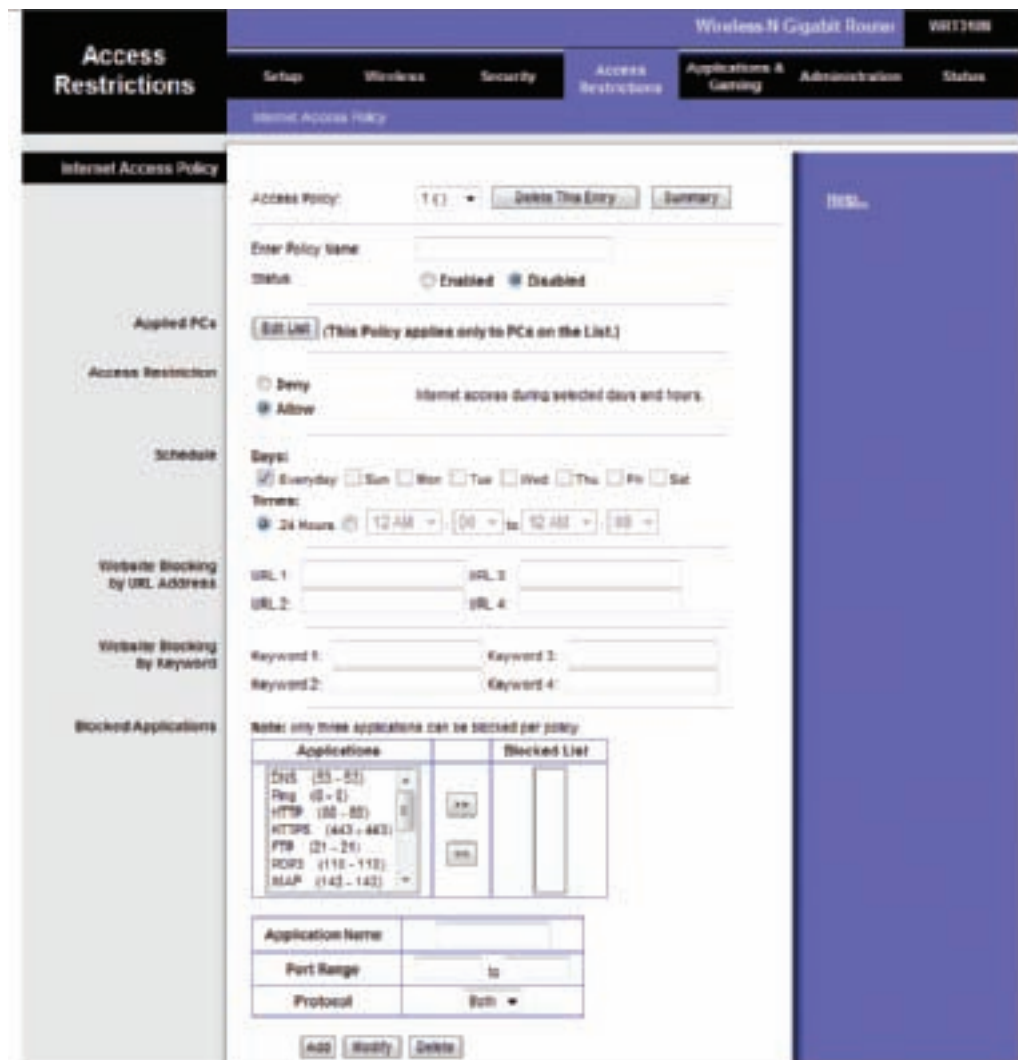 Wireless-N Gigabit Router
WRT310N
Access Restrictions
Setup Wireless Security Access Restrictions Applications & Gaming Administration Status
Internet Access Policy
Internet Access Policy
Access Policy: 1 ( ) Delete This Entry Summary
Help...
Enter Policy Name
Status Enabled Disabled
Applied PCs
Edit List (This Policy applies only to PCs on the List.)
Access Restriction
Deny
Allow
Internet access during selected days and hours.
Schedule
Days:
Everyday Sun Mon Tue Wed Thu Fri Sat
Times:
24 Hours 12 AM : 00 to 12 AM : 00
Website Blocking by URL Address
URL 1: URL 3:
URL 2: URL 4:
Website Blocking by Keyword
Keyword 1: Keyword 3:
Keyword 2: Keyword 4:
Blocked Applications
Note: only three applications can be blocked per policy.
Applications Blocked List
DNS (53 - 53)
Ping (0 - 0)
HTTP (80 - 80)
HTTPS (443 - 443)
FTP (21 - 21)
POP3 (110 - 110)
IMAP (143 - 143)
>>
<<
Application Name
Port Range to
Protocol Both
Add Modify Delete